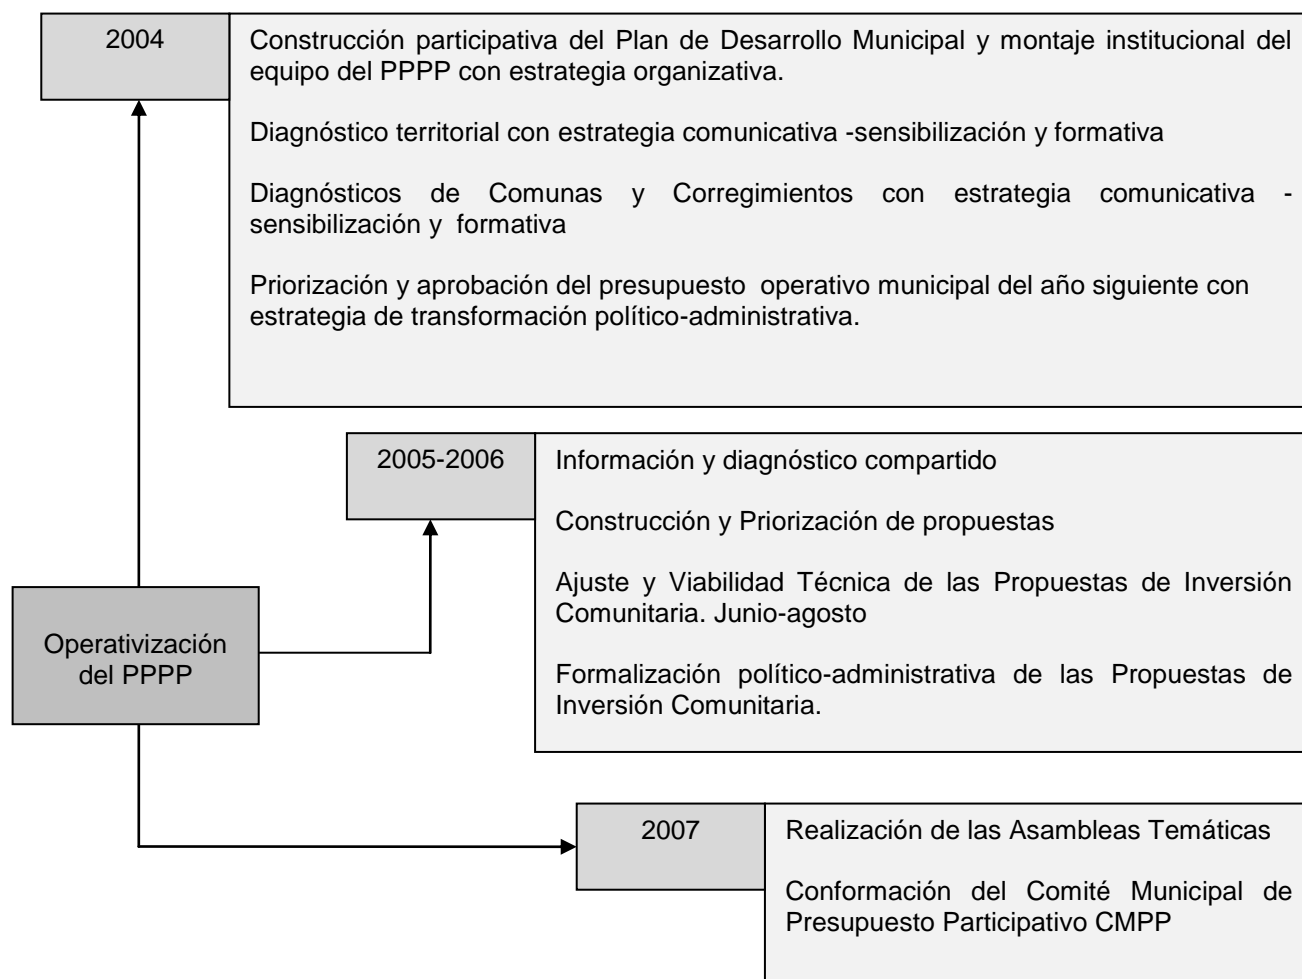 2004
Construcción participativa del Plan de Desarrollo Municipal y montaje institucional del
equipo del PPPP con estrategia organizativa.
Diagnóstico territorial con estrategia comunicativa -sensibilización y formativa
Diagnósticos de Comunas y Corregimientos con estrategia comunicativa -
sensibilización y formativa
Priorización y aprobación del presupuesto operativo municipal del año siguiente con
estrategia de transformación político-administrativa.
2005-2006
Información y diagnóstico compartido
Construcción y Priorización de propuestas
Ajuste y Viabilidad Técnica de las Propuestas de Inversión
Comunitaria. Junio-agosto
Formalización político-administrativa de las Propuestas de
Inversión Comunitaria.
Operativización
del PPPP
2007
Realización de las Asambleas Temáticas
Conformación del Comité Municipal de
Presupuesto Participativo CMPP